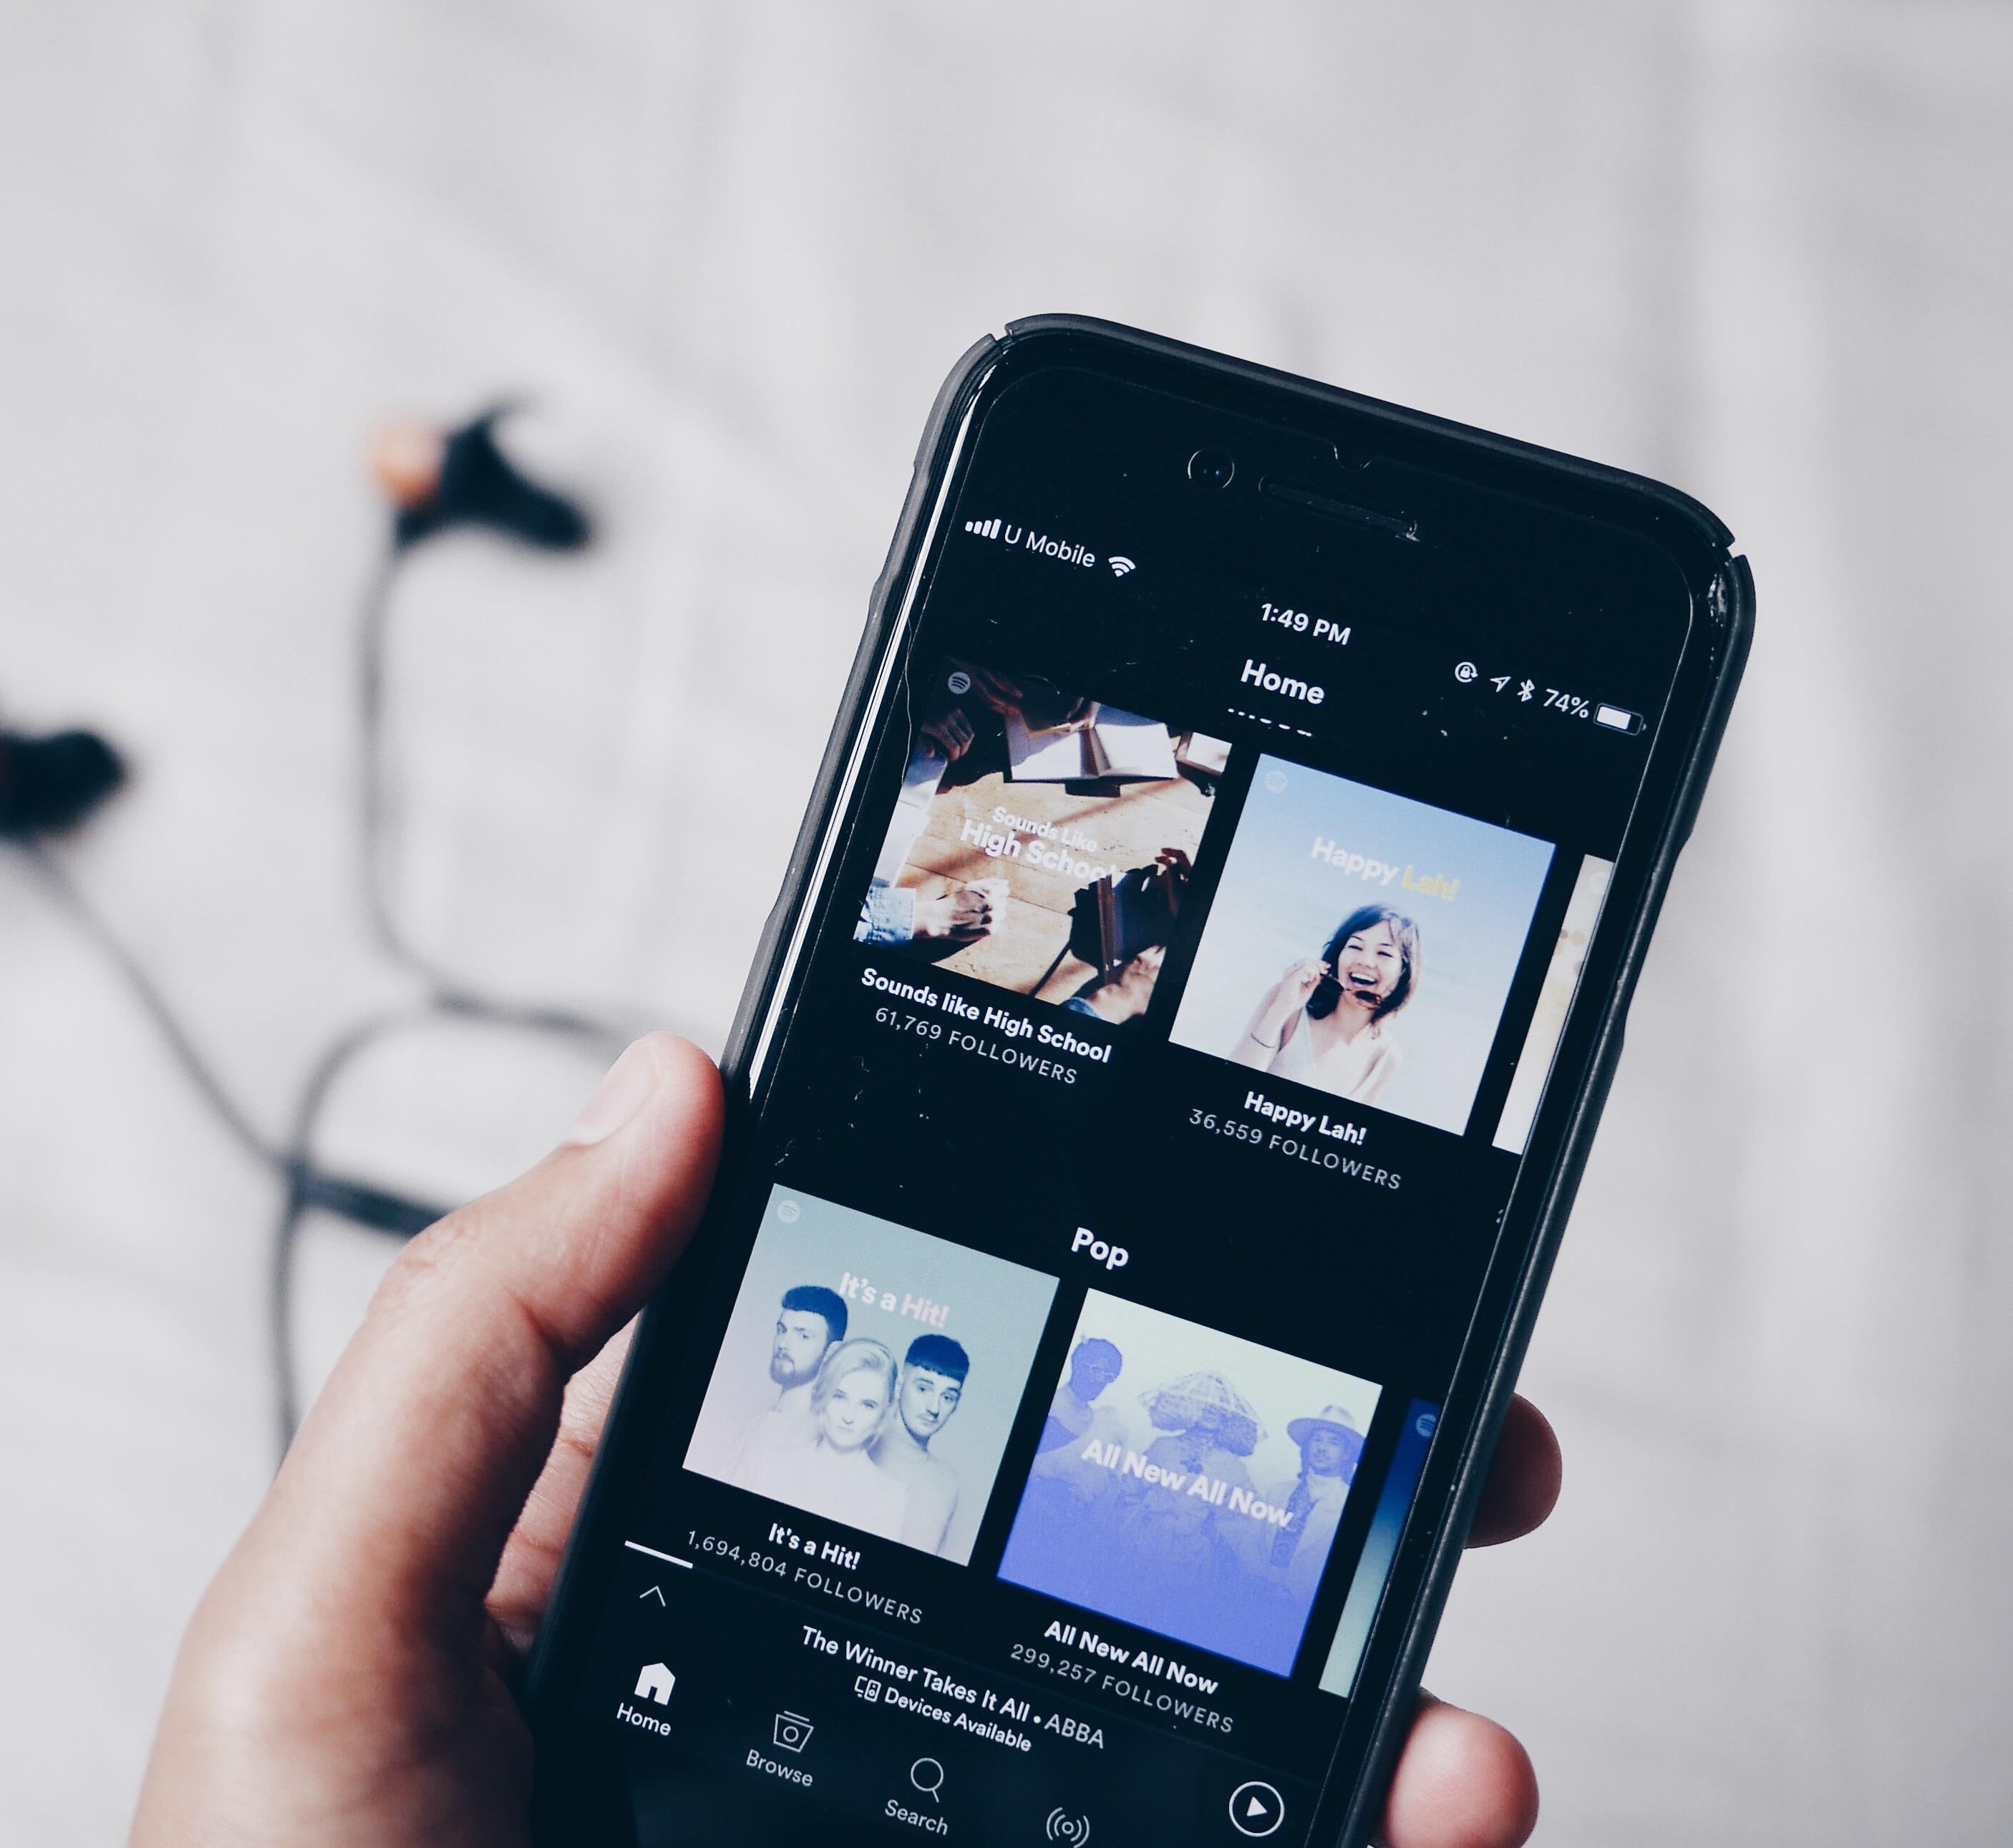 U Mobile
1:49 PM
74%
Home
Sounds Like
High School
Happy Lah!
Sounds like High School
61,769 FOLLOWERS
Happy Lah!
36,559 FOLLOWERS
Pop
It's a Hit!
All New All Now
It's a Hit!
1,694,804 FOLLOWERS
All New All Now
299,257 FOLLOWERS
The Winner Takes It All • ABBA
Devices Available
Home
Browse
Search